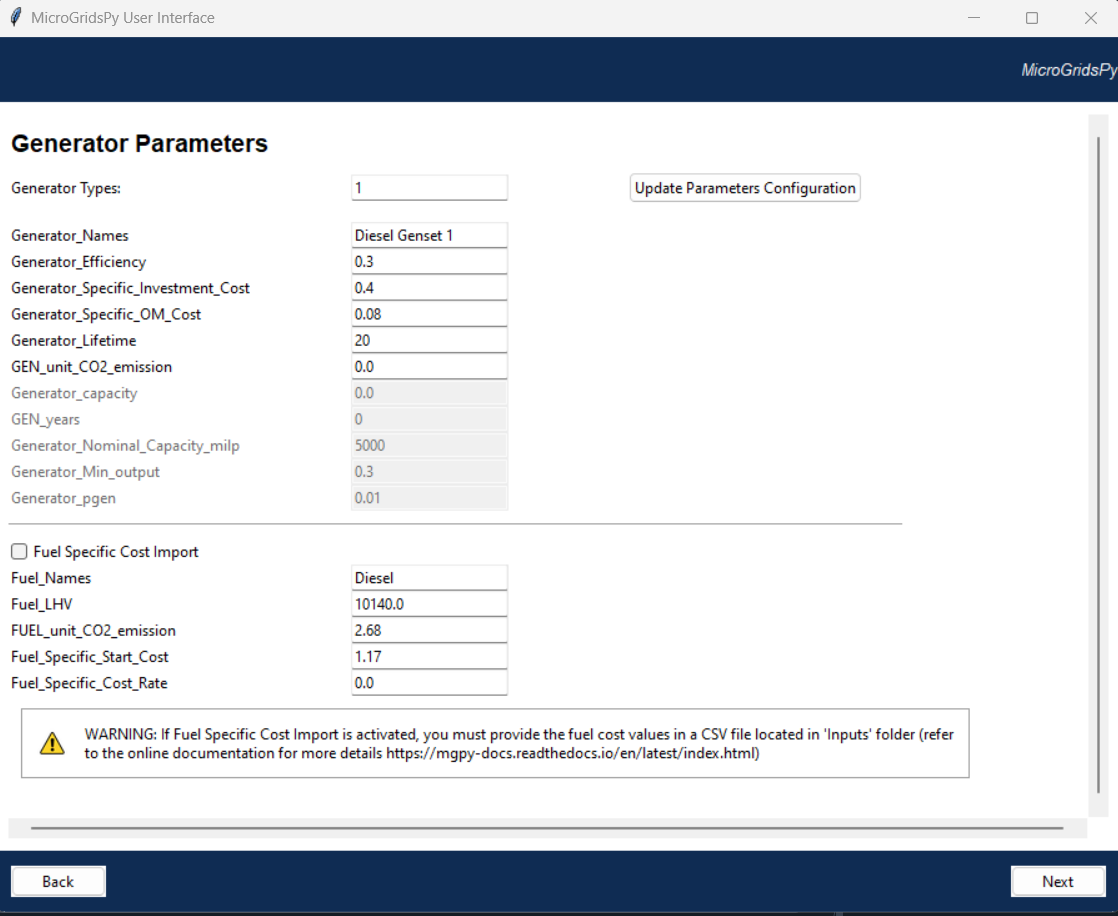 MicroGridsPy User Interface
MicroGridsPy
Generator Parameters
Generator Types: 1 Update Parameters Configuration
Generator_Names Diesel Genset 1
Generator_Efficiency 0.3
Generator_Specific_Investment_Cost 0.4
Generator_Specific_OM_Cost 0.08
Generator_Lifetime 20
GEN_unit_CO2_emission 0.0
Generator_capacity 0.0
GEN_years 0
Generator_Nominal_Capacity_milp 5000
Generator_Min_output 0.3
Generator_pgen 0.01
Fuel Specific Cost Import
Fuel_Names Diesel
Fuel_LHV 10140.0
FUEL_unit_CO2_emission 2.68
Fuel_Specific_Start_Cost 1.17
Fuel_Specific_Cost_Rate 0.0
WARNING: If Fuel Specific Cost Import is activated, you must provide the fuel cost values in a CSV file located in 'Inputs' folder (refer
to the online documentation for more details https://mgpy-docs.readthedocs.io/en/latest/index.html)
Back Next